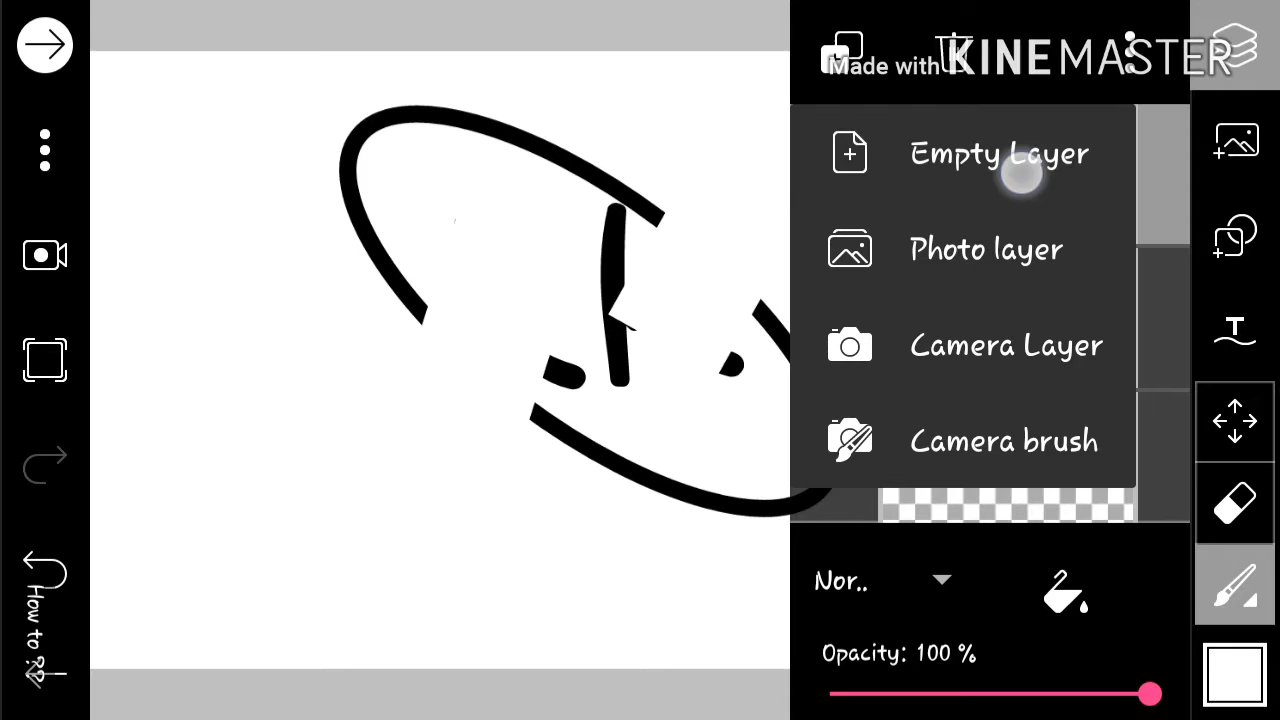 Made with KINEMASTER
Empty Layer
Photo layer
Camera Layer
Camera brush
T
Nor..
Opacity: 100 %
How to ??